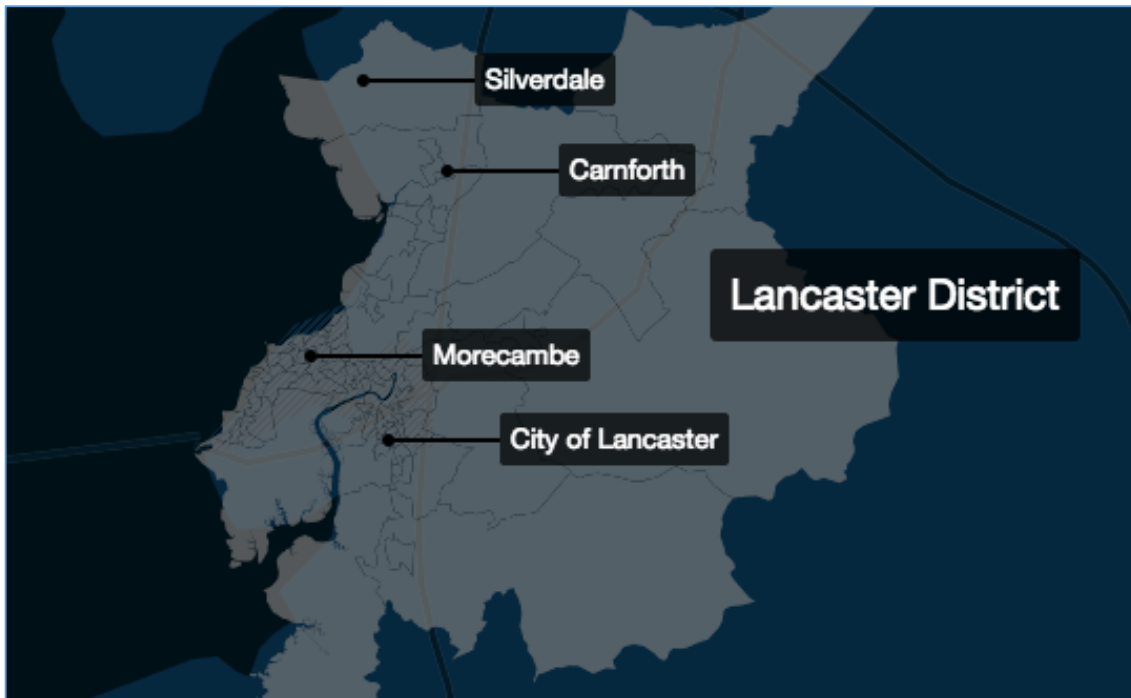 Silverdale
Carnforth
Lancaster District
Morecambe
City of Lancaster